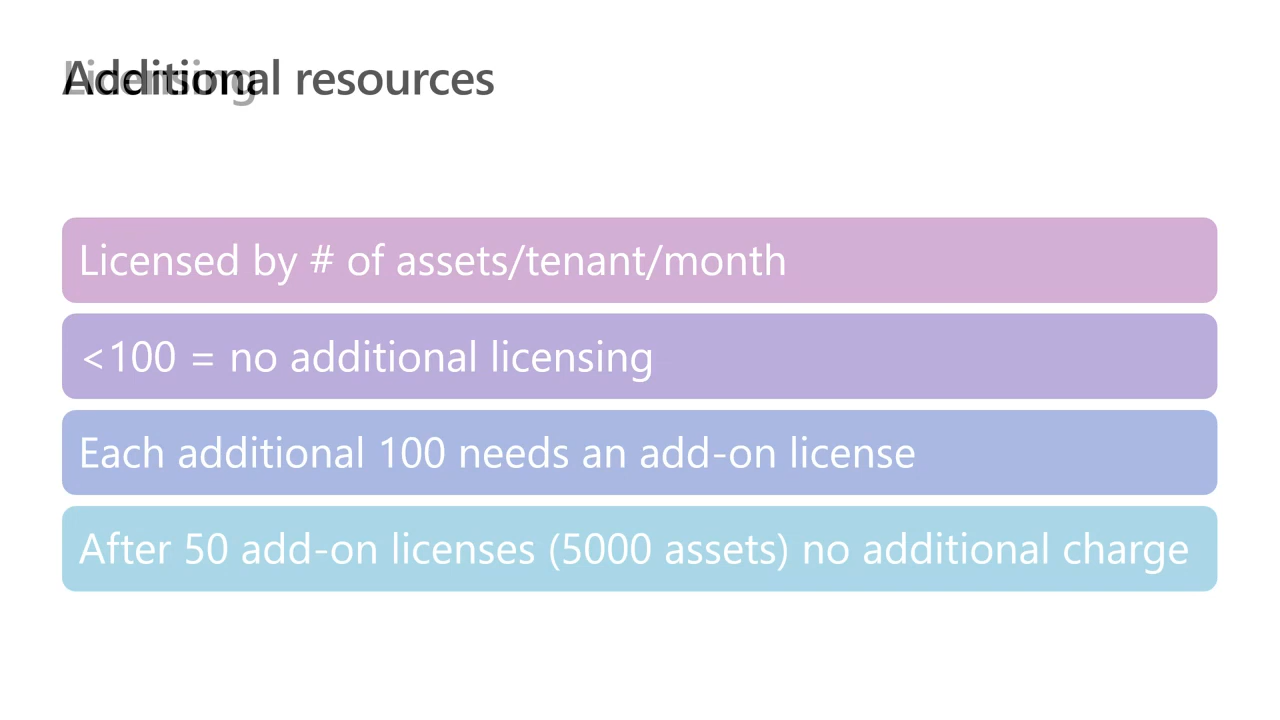 Licensing
Additional resources
Licensed by # of assets/tenant/month
<100 = no additional licensing
Each additional 100 needs an add-on license
After 50 add-on licenses (5000 assets) no additional charge